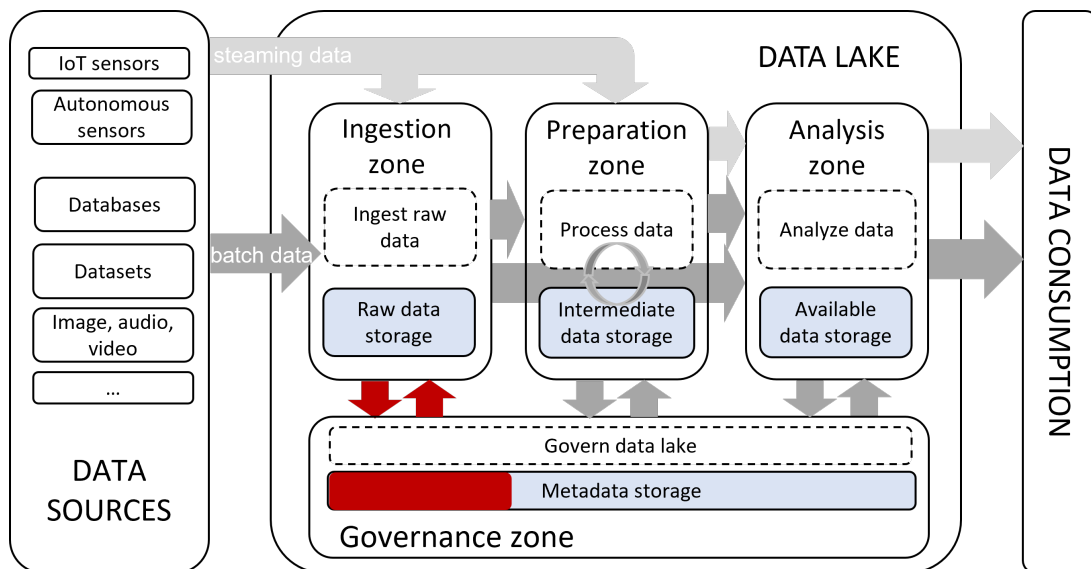 IoT sensors
Autonomous
sensors
Databases
Datasets
Image, audio,
video
...
DATA
SOURCES
steaming data
batch data
DATA LAKE
Ingestion
zone
Ingest raw
data
Raw data
storage
Preparation
zone
Process data
Intermediate
data storage
Analysis
zone
Analyze data
Available
data storage
Govern data lake
Metadata storage
Governance zone
DATA CONSUMPTION